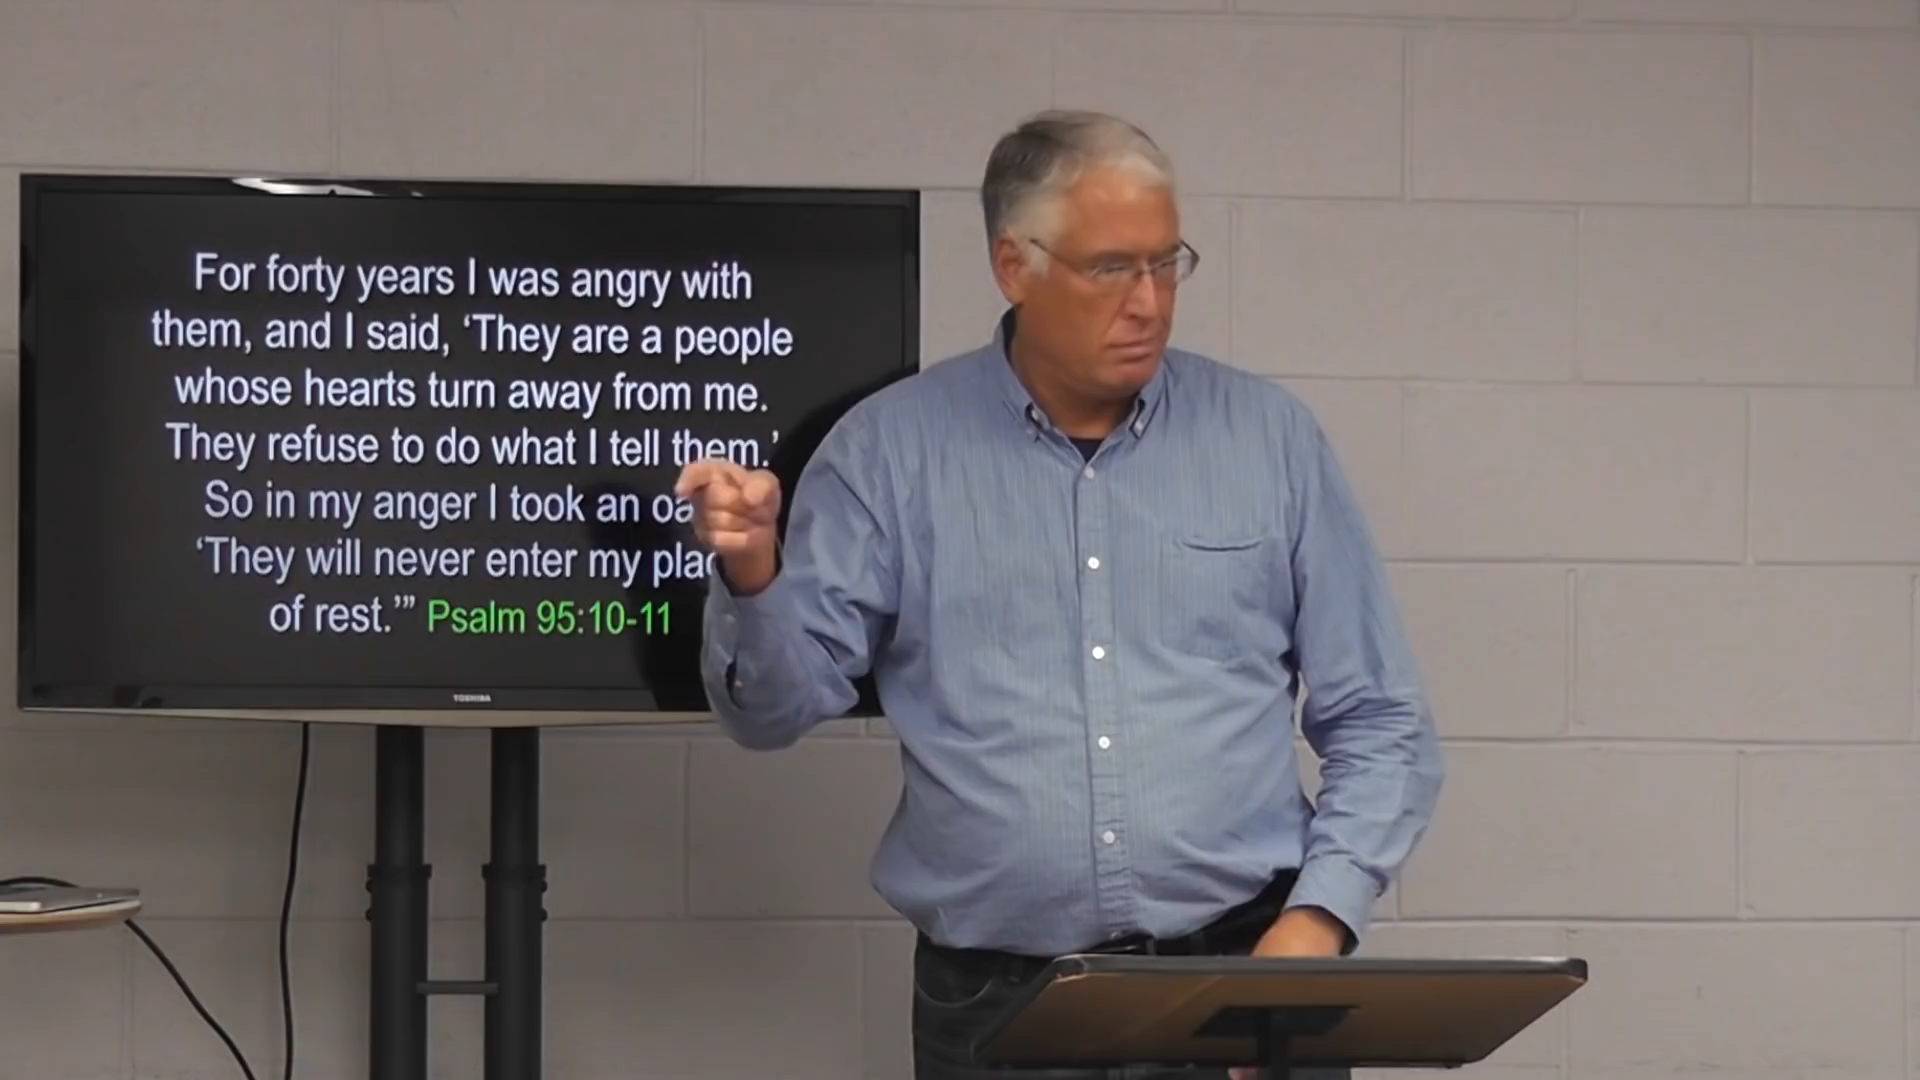 For forty years I was angry with
them, and I said, ‘They are a people
whose hearts turn away from me.
They refuse to do what I tell them.’
So in my anger I took an
‘They will never enter my
of rest.’” Psalm 95:10-11
TOSHIBA